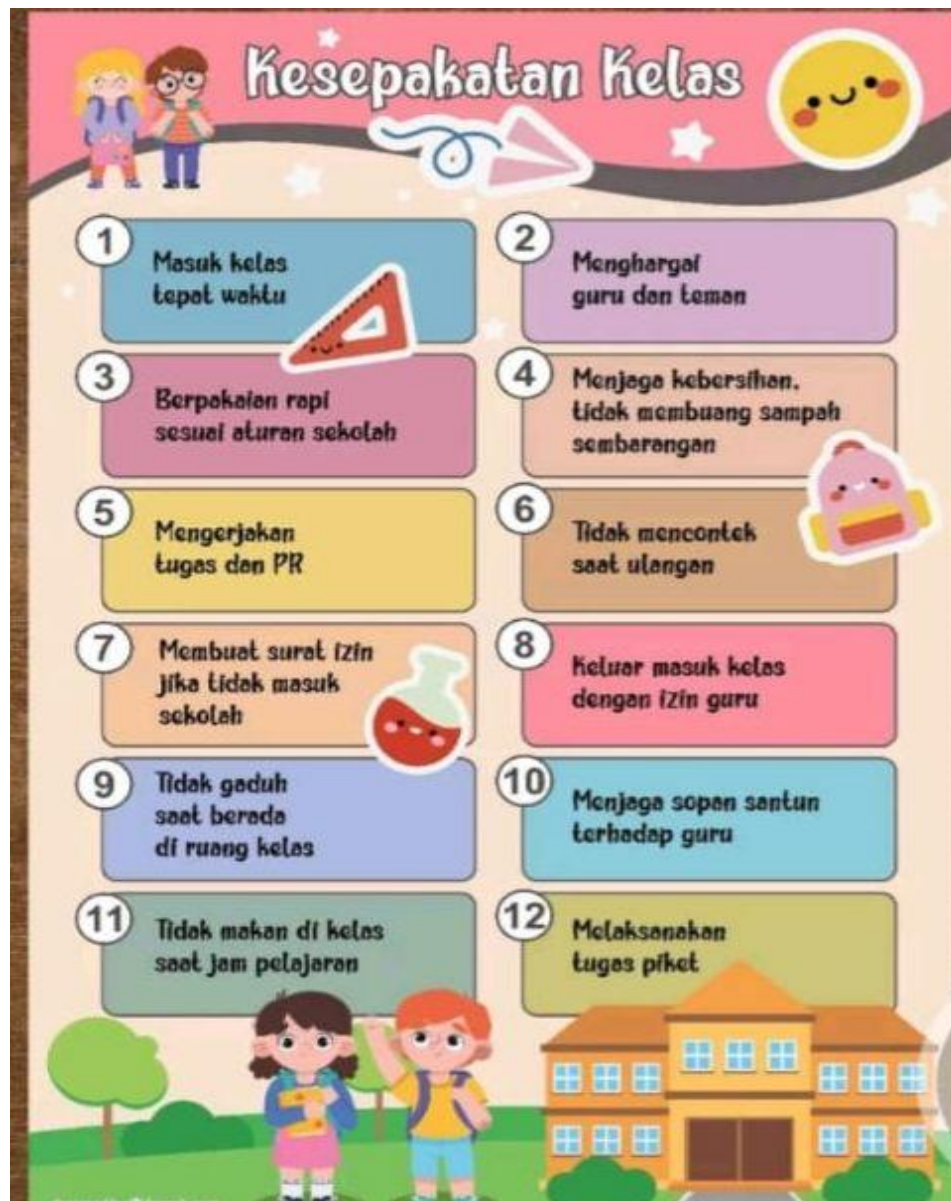 Kesepakatan Kelas
1
Masuk kelas
tepat waktu
2
Menghargai
guru dan teman
3
Berpakaian rapi
sesuai aturan sekolah
4
Menjaga kebersihan.
tidak membuang sampah
sembarangan
5
Mengerjakan
tugas dan PR
6
Tidak mencontek
saat ulangan
7
Membuat surat izin
jika tidak masuk
sekolah
8
Keluar masuk kelas
dengan izin guru
9
Tidak gaduh
saat berada
di ruang kelas
10
Menjaga sopan santun
terhadap guru
11
Tidak makan di kelas
saat jam pelajaran
12
Melaksanakan
tugas piket